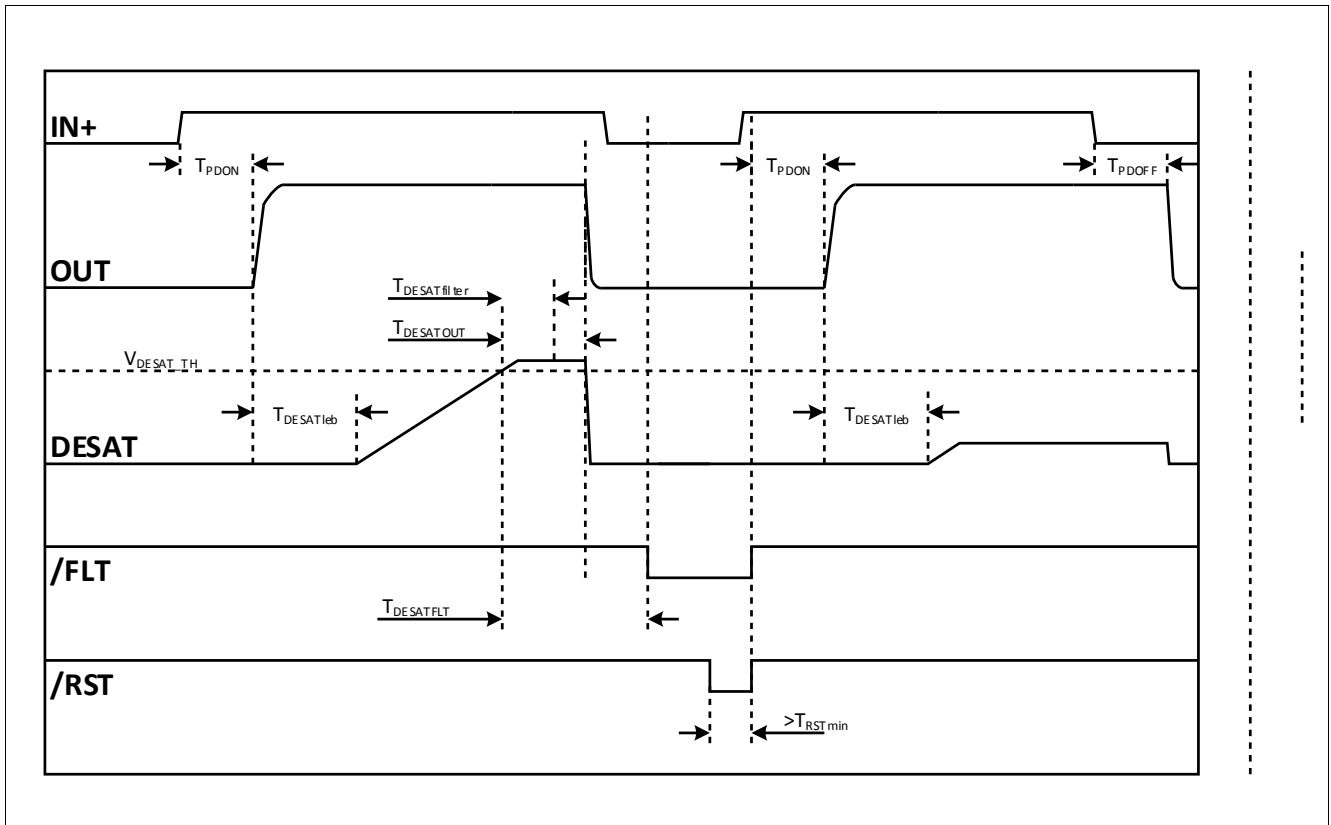 IN+
TPDON
TPDON
TPDOFF
OUT
TDESATfilter
TDESATOUT
VDESAT_TH
TDESATleb
TDESATleb
DESAT
/FLT
TDESATFLT
/RST
>TRSTmin